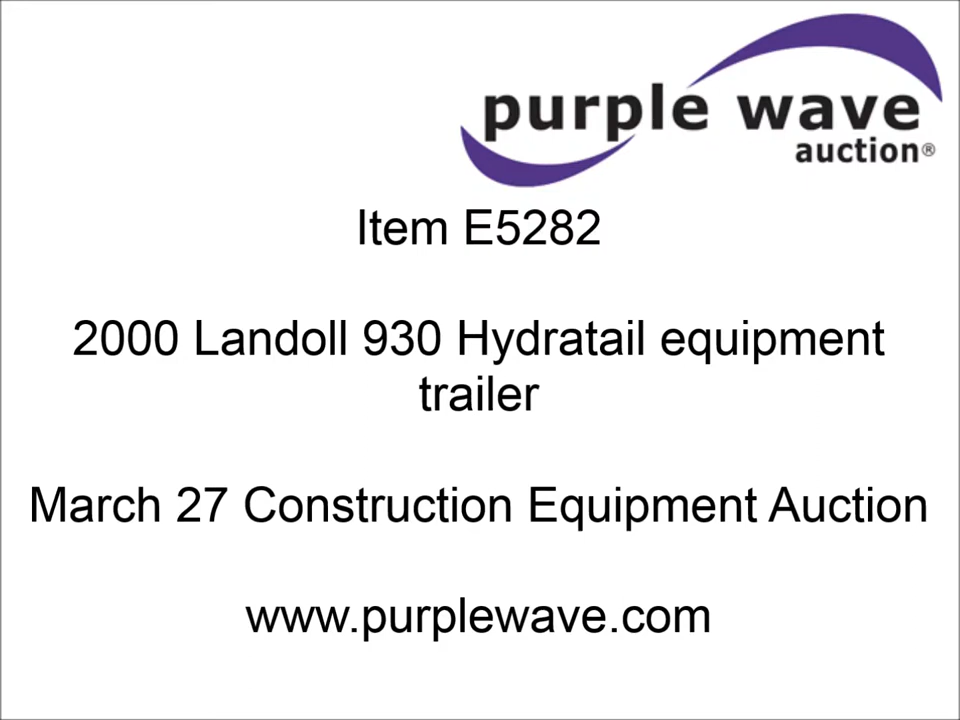 purple wave
auction®
Item E5282
2000 Landoll 930 Hydratail equipment
trailer
March 27 Construction Equipment Auction
www.purplewave.com